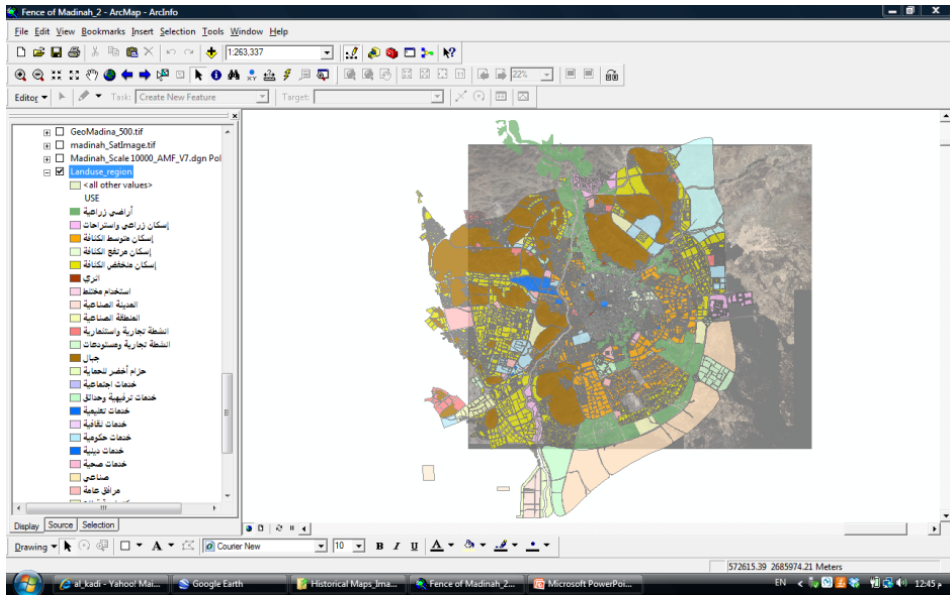 Fence of Madinah_2 - ArcMap - ArcInfo
File Edit View Bookmarks Insert Selection Tools Window Help
1:263,337
22%
Editor Task: Create New Feature Target:
GeoMadina_500.tif
madinah_SatImage.tif
Madinah_Scale 10000_AMF_V7.dgn Pol
Landuse_region
<all other values>
USE
أراضي زراعية
إسكان زراعي واستراحات
إسكان متوسط الكثافة
إسكان مرتفع الكثافة
إسكان منخفض الكثافة
اثري
استخدام مختلط
المدينة الصناعية
المنطقة الصناعية
انشطة تجارية واستثمارية
انشطة تجارية ومستودعات
جبال
حزام أخضر للحماية
خدمات اجتماعية
خدمات ترفيهية وحدائق
خدمات تعليمية
خدمات ثقافية
خدمات حكومية
خدمات دينية
خدمات صحية
صناعي
مرافق عامة
Display Source Selection
Drawing A Courier New 10 B I U A
572615.39 2685974.21 Meters
al_kadi - Yahoo! Mai... Google Earth Historical Maps_Ima... Fence of Madinah_2... Microsoft PowerPoi... EN 12:45 م